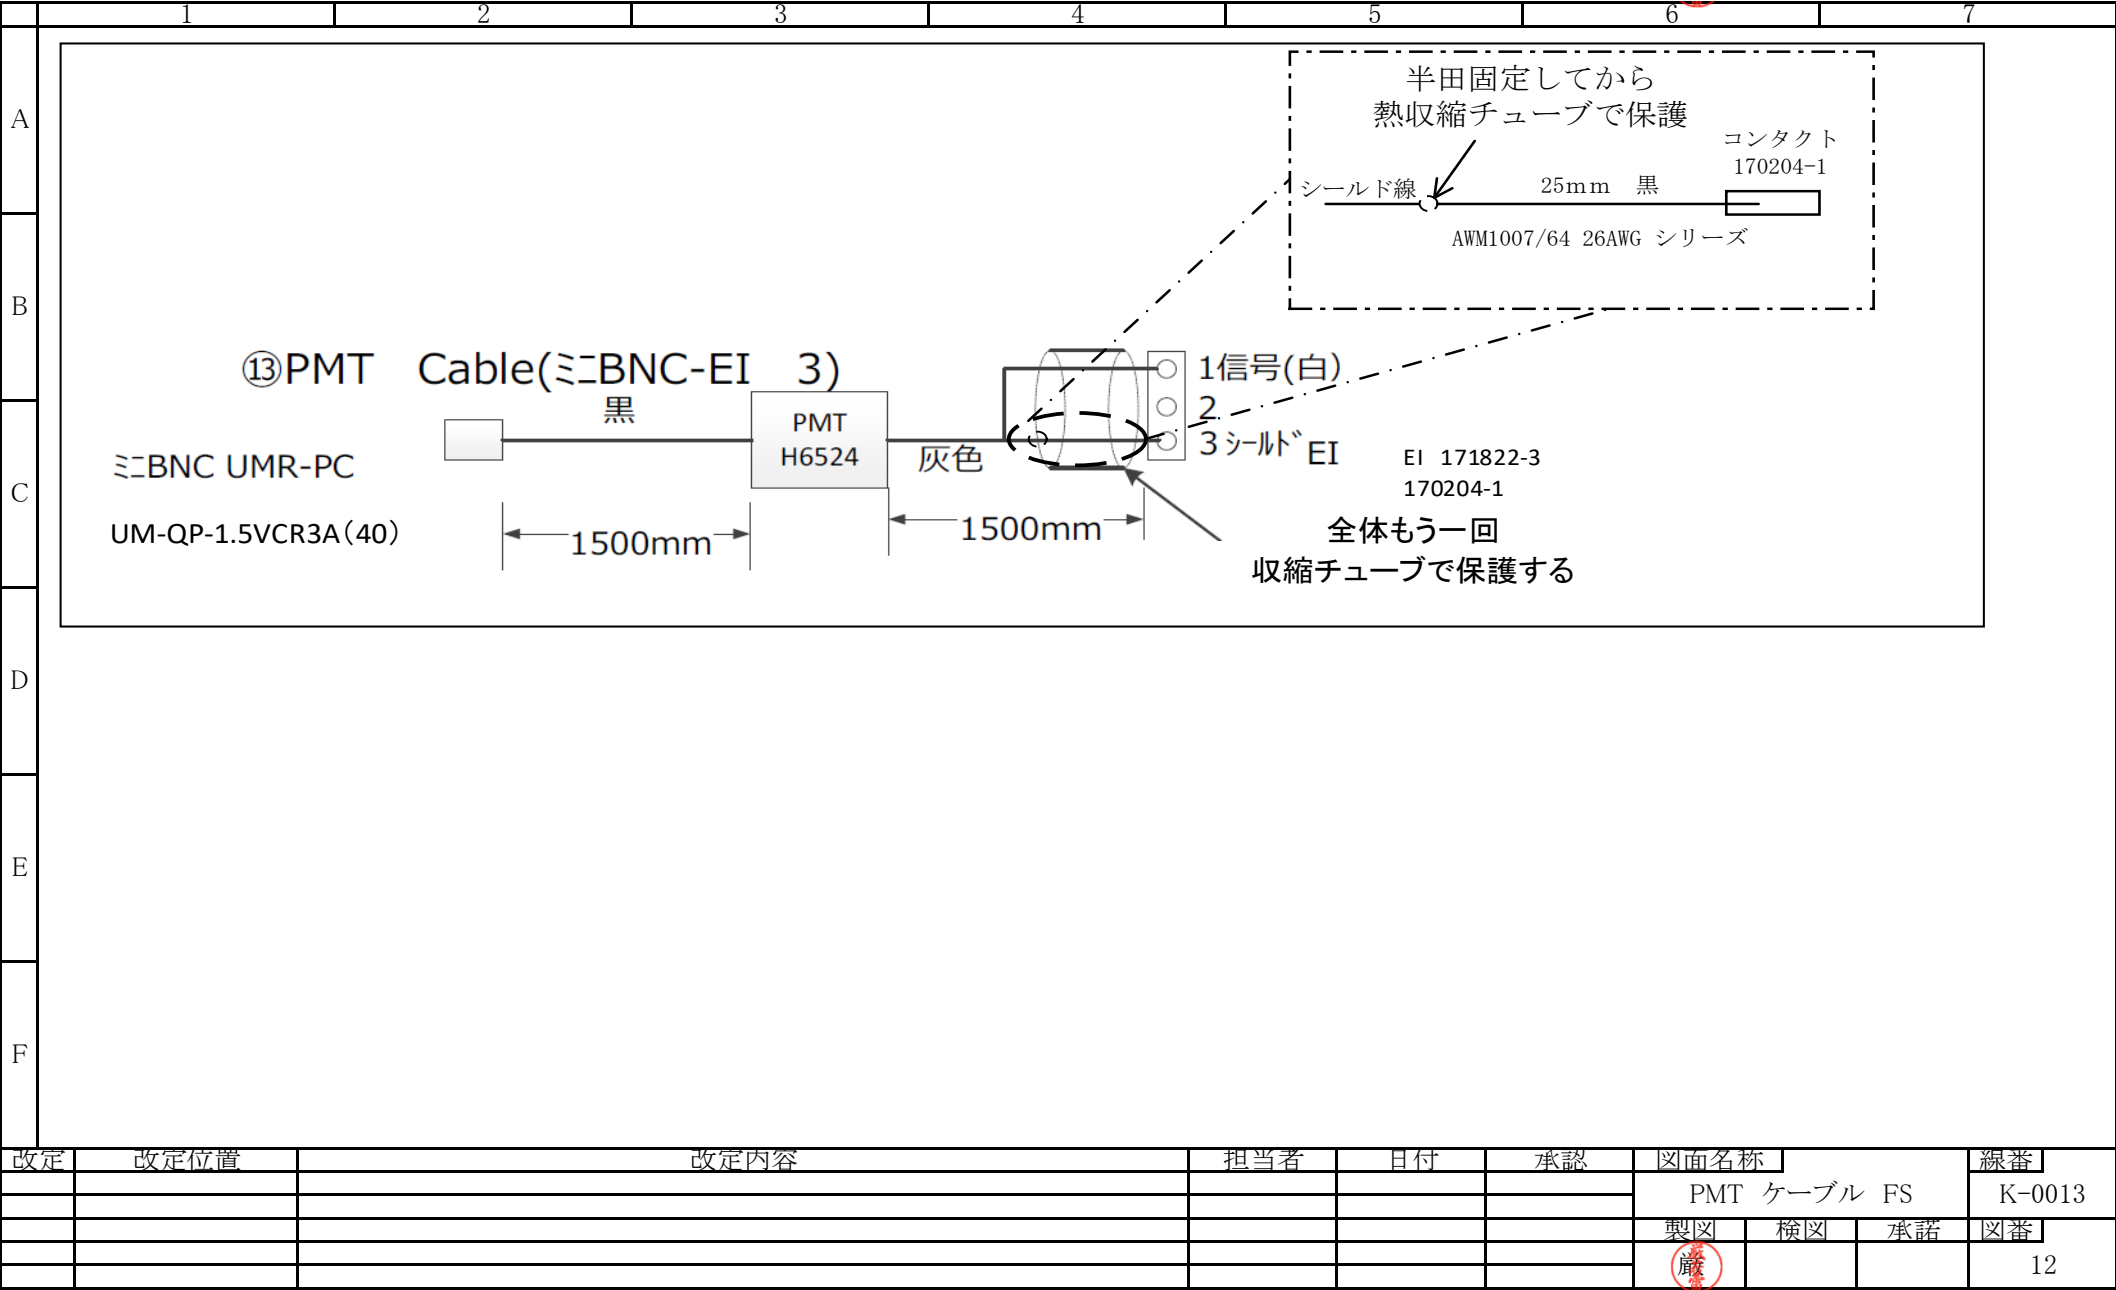 1 2 3 4 5 6 7
A
B
C
D
E
F
半田固定してから
熱収縮チューブで保護
コンタクト
170204-1
シールド線
25mm 黒
AWM1007/64 26AWG シリーズ
⑬PMT Cable(ミニBNC-EI 3)
黒
PMT
H6524
灰色
1信号(白)
2
3 シールド EI
ミニBNC UMR-PC
UM-QP-1.5VCR3A(40)
1500mm
1500mm
EI 171822-3
170204-1
全体もう一回
収縮チューブで保護する
改定 改定位置 改定内容 担当者 日付 承認 図面名称 線番
PMT ケーブル FS K-0013
製図 検図 承諾 図番
厳 12